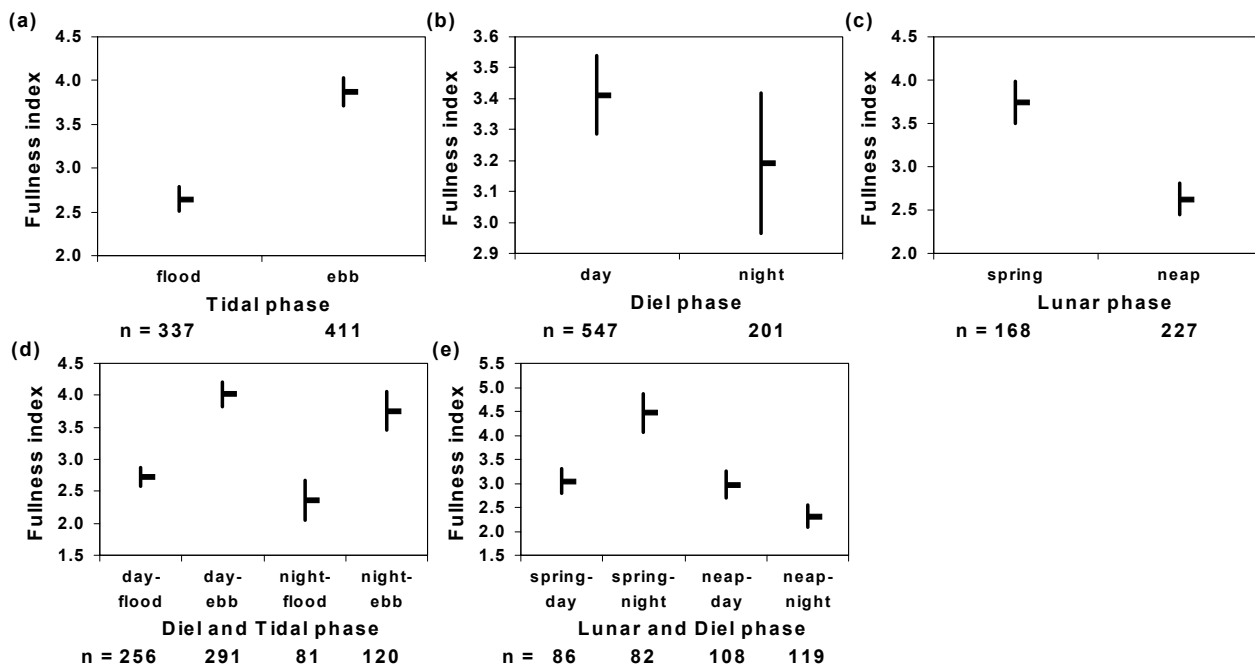 (a)
4.5
4.0
3.5
3.0
2.5
2.0
Fullness index
flood ebb
Tidal phase
n = 337 411
(b)
3.6
3.5
3.4
3.3
3.2
3.1
3.0
2.9
Fullness index
day night
Diel phase
n = 547 201
(c)
4.5
4.0
3.5
3.0
2.5
2.0
Fullness index
spring neap
Lunar phase
n = 168 227
(d)
4.5
4.0
3.5
3.0
2.5
2.0
1.5
Fullness index
day- day- night- night-
flood ebb flood ebb
Diel and Tidal phase
n = 256 291 81 120
(e)
5.5
5.0
4.5
4.0
3.5
3.0
2.5
2.0
1.5
Fullness index
spring- spring- neap- neap-
day night day night
Lunar and Diel phase
n = 86 82 108 119